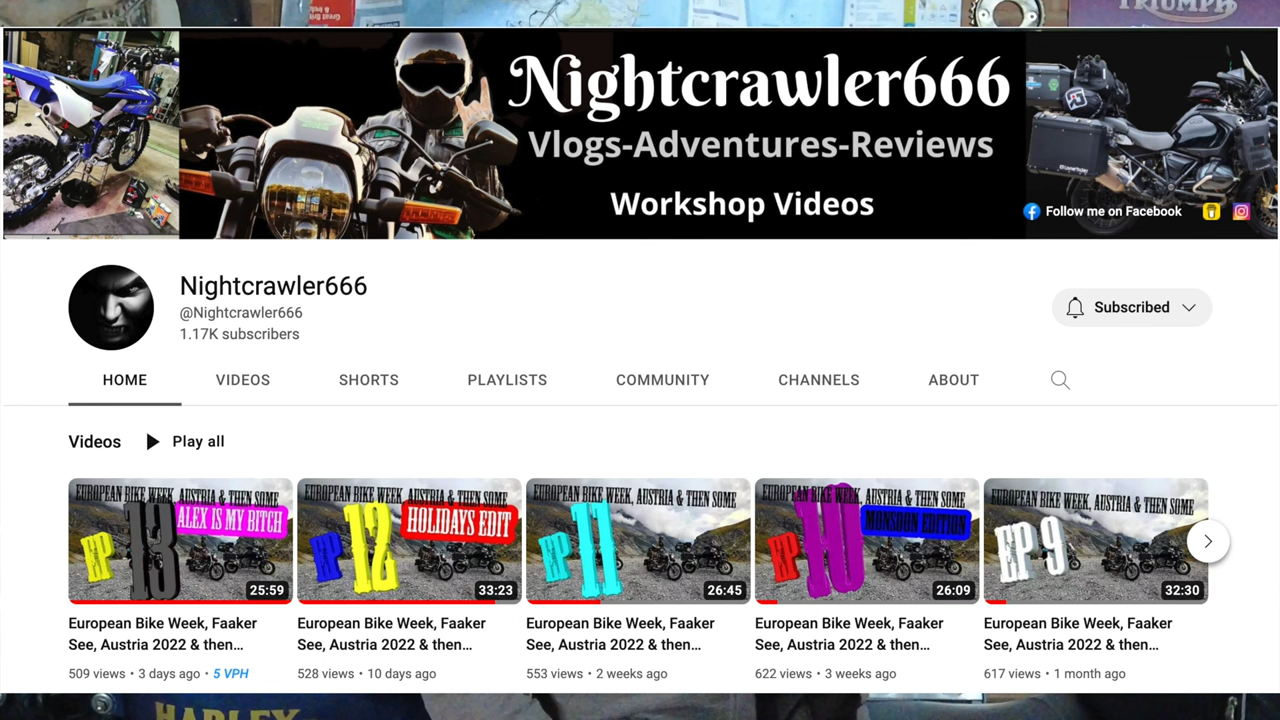 Great Brit
TRIUMPH
Nightcrawler666
Vlogs-Adventures-Reviews
Workshop Videos
Follow me on Facebook
Nightcrawler666
@Nightcrawler666
1.17K subscribers
Subscribed
HOME
VIDEOS
SHORTS
PLAYLISTS
COMMUNITY
CHANNELS
ABOUT
Videos
Play all
EUROPEAN BIKE WEEK, AUSTRIA & THEN SOME
EP 13
ALEX IS MY BITCH
25:59
European Bike Week, Faaker
See, Austria 2022 & then…
509 views • 3 days ago • 5 VPH
EUROPEAN BIKE WEEK, AUSTRIA & THEN SOME
EP 12
HOLIDAYS EDIT
33:23
European Bike Week, Faaker
See, Austria 2022 & then…
528 views • 10 days ago
EUROPEAN BIKE WEEK, AUSTRIA & THEN SOME
EP 11
26:45
European Bike Week, Faaker
See, Austria 2022 & then…
553 views • 2 weeks ago
EUROPEAN BIKE WEEK, AUSTRIA & THEN SOME
EP 10
MONSOON EDITION
26:09
European Bike Week, Faaker
See, Austria 2022 & then…
622 views • 3 weeks ago
EUROPEAN BIKE WEEK, AUSTRIA & THEN SOME
EP 9
32:30
European Bike Week, Faaker
See, Austria 2022 & then…
617 views • 1 month ago
HARLEY